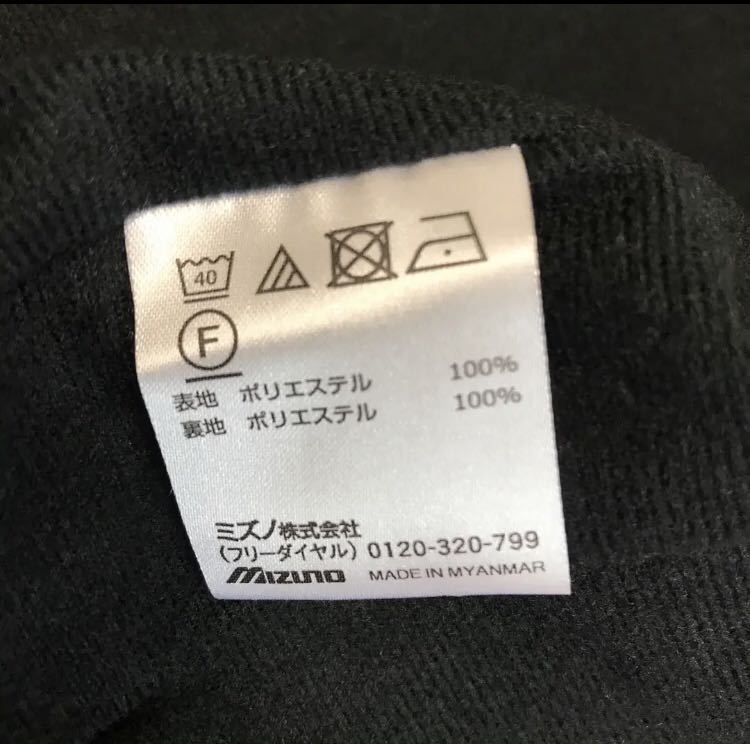 40
F
表地 ポリエステル 100%
裏地 ポリエステル 100%
ミズノ株式会社
(フリーダイヤル) 0120-320-799
MIZUNO MADE IN MYANMAR